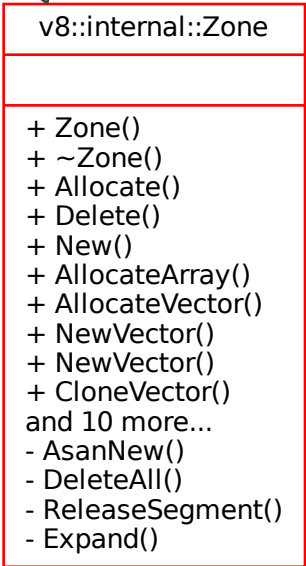 v8::internal::Zone
+ Zone()
+ ~Zone()
+ Allocate()
+ Delete()
+ New()
+ AllocateArray()
+ AllocateVector()
+ NewVector()
+ NewVector()
+ CloneVector()
and 10 more...
- AsanNew()
- DeleteAll()
- ReleaseSegment()
- Expand()